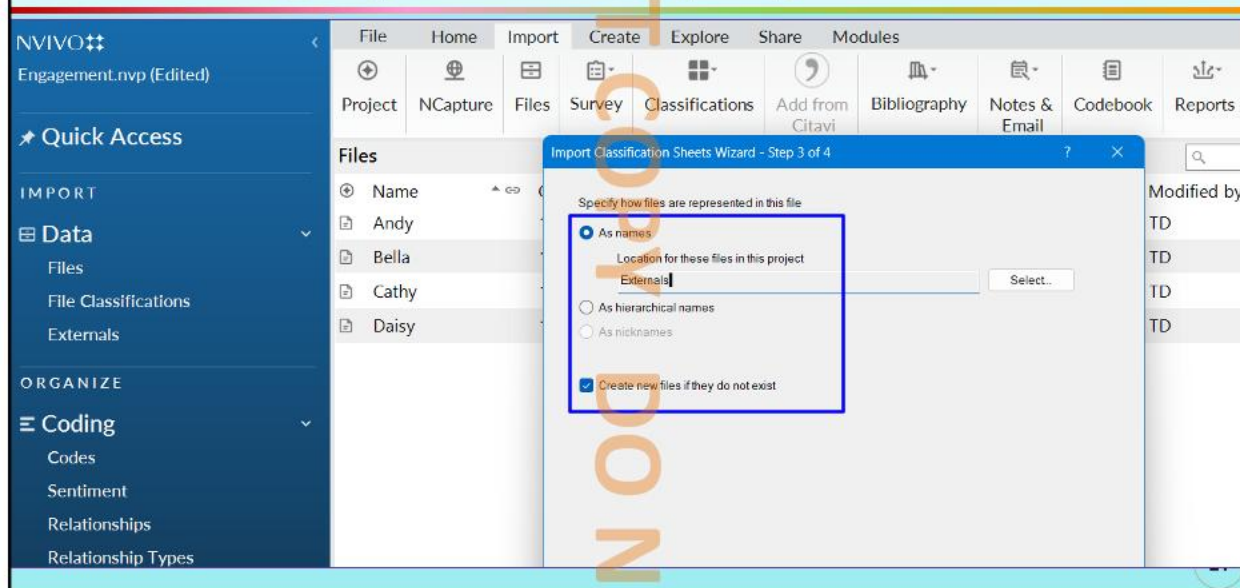 NVIVO
Engagement.nvp (Edited)
Quick Access
IMPORT
Data
Files
File Classifications
Externals
ORGANIZE
Coding
Codes
Sentiment
Relationships
Relationship Types
File Home Import Create Explore Share Modules
Project NCapture Files Survey Classifications Add from Bibliography Notes & Codebook Reports
Citavi Email
Files
Name Modified by
Andy TD
Bella TD
Cathy TD
Daisy TD
Import Classification Sheets Wizard - Step 3 of 4 ?
Specify how files are represented in this file
As names
Location for these files in this project
Externals Select..
As hierarchical names
As nicknames
Create new files if they do not exist
COPY DO N